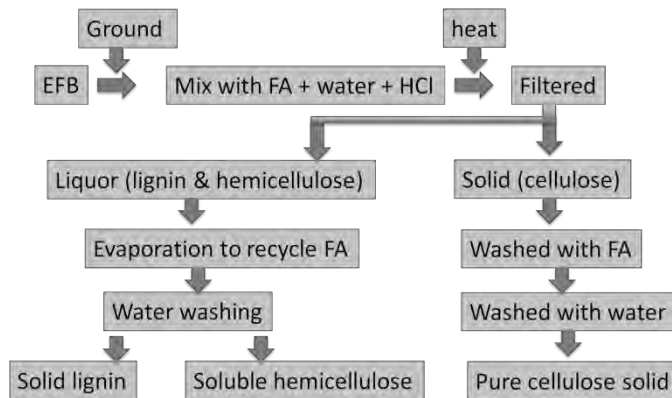 Ground
heat
EFB
Mix with FA + water + HCl
Filtered
Liquor (lignin & hemicellulose)
Solid (cellulose)
Evaporation to recycle FA
Washed with FA
Water washing
Washed with water
Solid lignin
Soluble hemicellulose
Pure cellulose solid